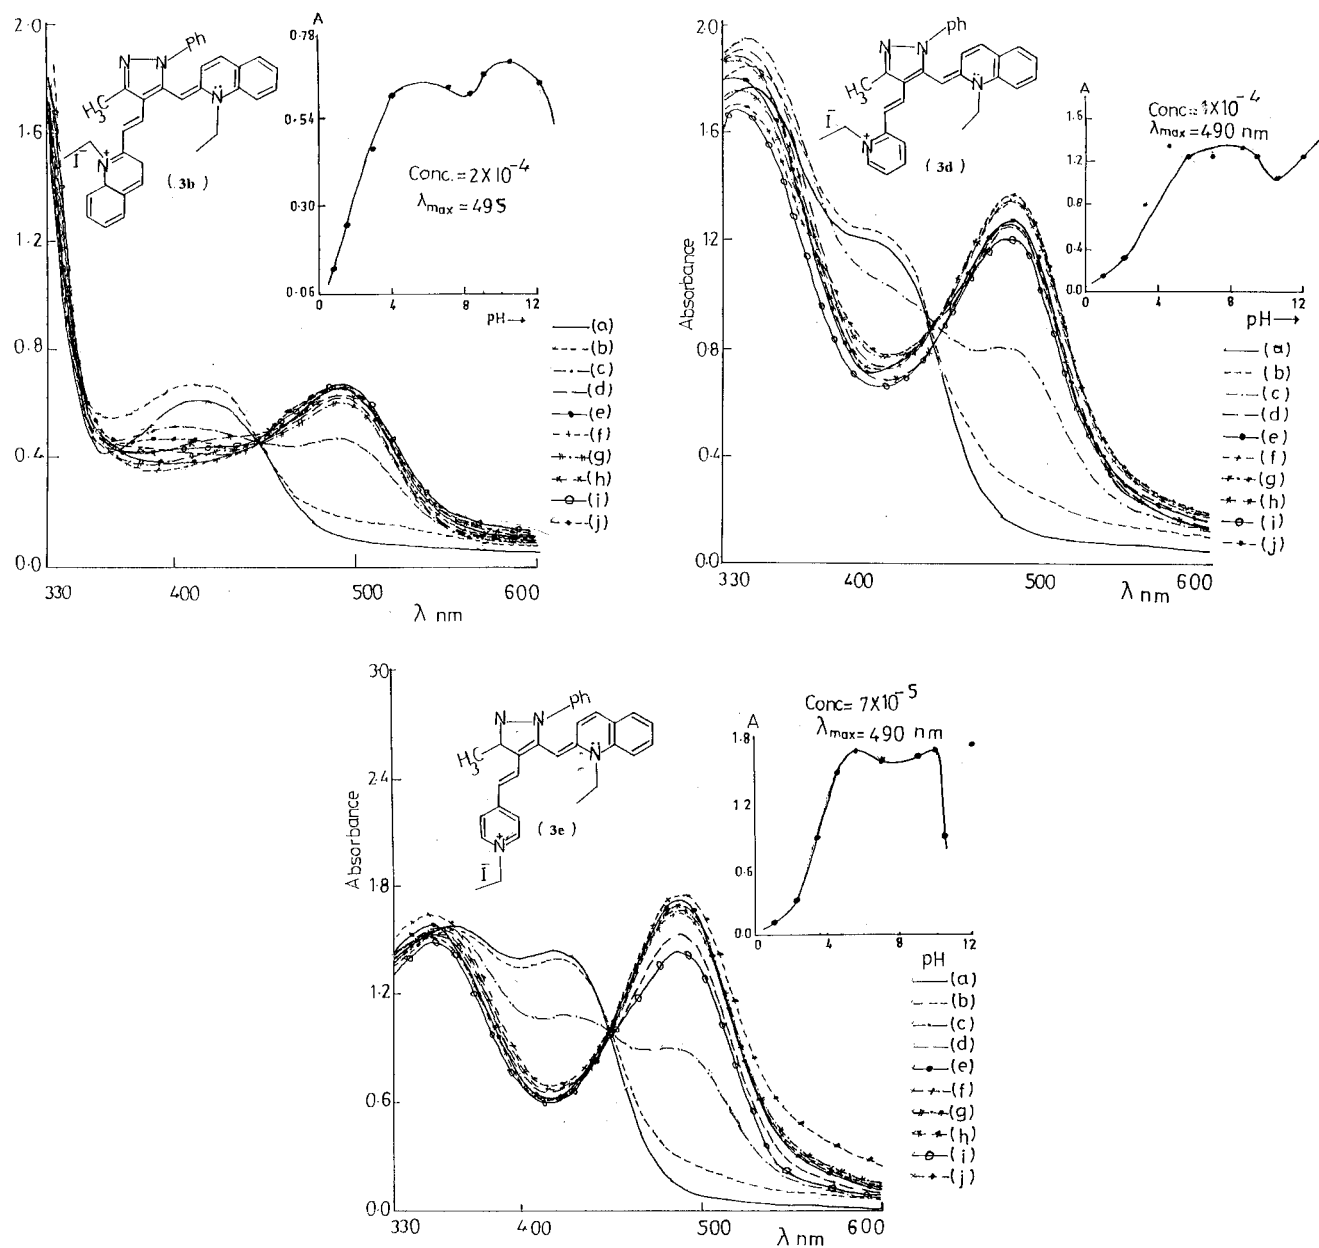 2·0
1·6
1·2
0·8
0·4
0·0
330
400
500
600
λ nm
N
N
Ph
H3C
N̈
I⁻
N⁺
(3b)
A
0·78
0·54
0·30
0·06
0
4
8
12
pH→
Conc.=2X10⁻⁴
λmax=495
(a)
(b)
(c)
(d)
(e)
(f)
(g)
(h)
(i)
(j)
2·0
1·6
1·2
0·8
0·4
0·0
Absorbance
330
400
500
600
λ nm
N
N
ph
H3C
N̈
I⁻
N⁺
(3d)
A
1·6
1·2
0·8
0·4
0·0
4
8
12
pH→
Conc=1X10⁻⁴
λmax=490 nm
(a)
(b)
(c)
(d)
(e)
(f)
(g)
(h)
(i)
(j)
30
2·4
1·8
1·2
0·6
0·0
Absorbance
330
400
500
600
λ nm
N
N
ph
H3C
N̈
N⁺
I⁻
(3e)
Conc= 7X10⁻⁵
λmax=490 nm
A
1·8
1·2
0·6
0·0
0
4
8
12
pH
(a)
(b)
(c)
(d)
(e)
(f)
(g)
(h)
(i)
(j)